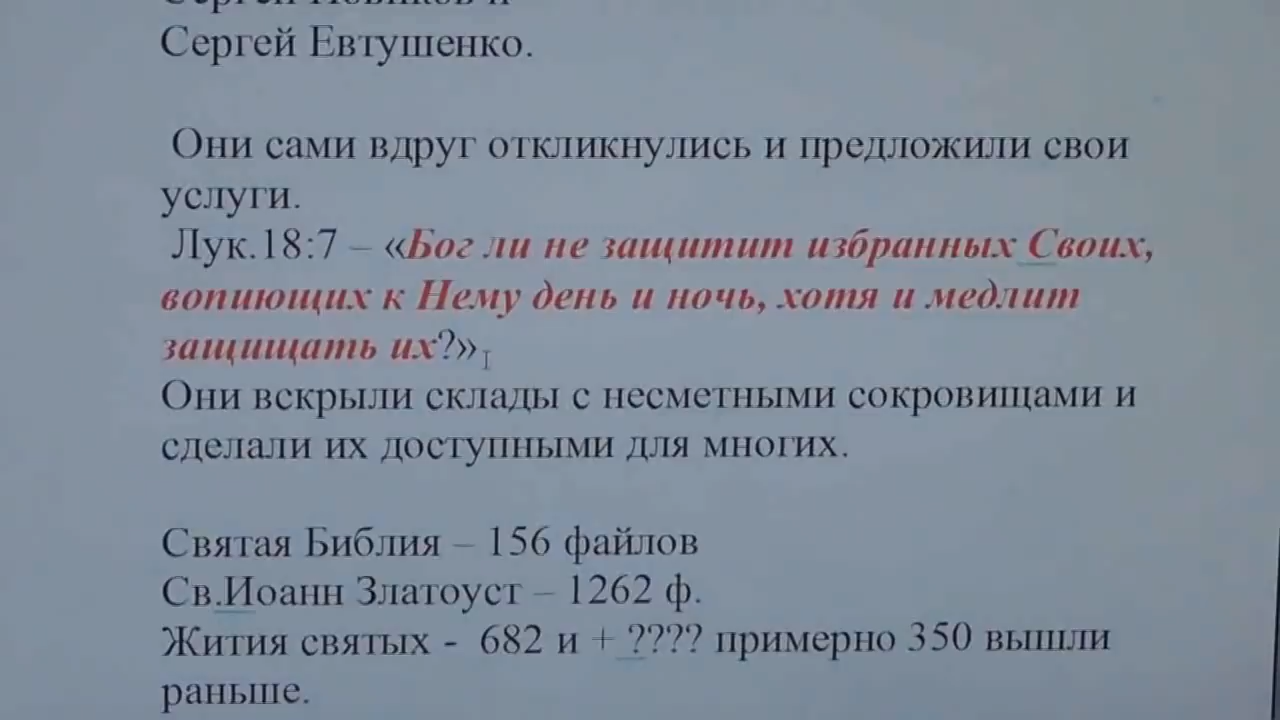 Сергей Евтушенко.
Они сами вдруг откликнулись и предложили свои
услуги.
Лук.18:7 – «Бог ли не защитит избранных Своих,
вопиющих к Нему день и ночь, хотя и медлит
защищать их?»
Они вскрыли склады с несметными сокровищами и
сделали их доступными для многих.
Святая Библия – 156 файлов
Св.Иоанн Златоуст – 1262 ф.
Жития святых - 682 и + ???? примерно 350 вышли
раньше.